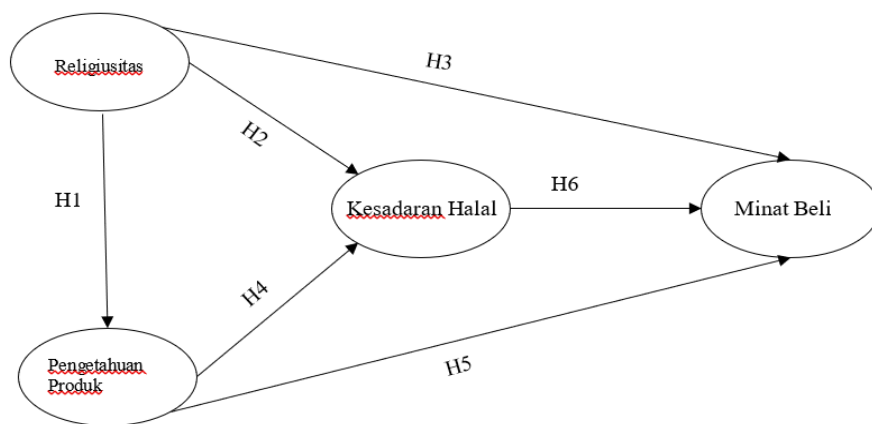 Religiusitas
H3
H2
H1
Kesadaran Halal
H6
Minat Beli
H4
Pengetahuan
Produk
H5